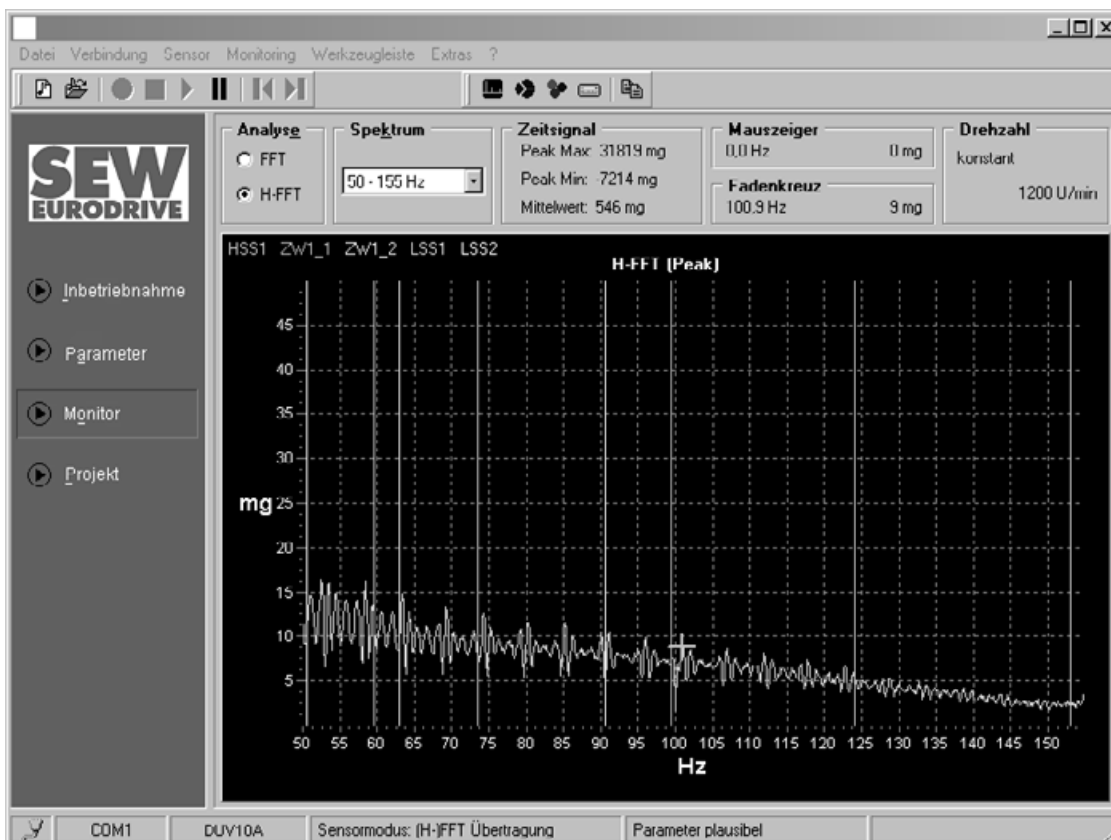 Datei Verbindung Sensor Monitoring Werkzeugleiste Extras ?
SEW
EURODRIVE
Inbetriebnahme
Parameter
Monitor
Projekt
Analyse
FFT
H-FFT
Spektrum
50 - 155 Hz
Zeitsignal
Peak Max: 31819 mg
Peak Min: -7214 mg
Mittelwert: 546 mg
Mauszeiger
0,0 Hz 0 mg
Fadenkreuz
100.9 Hz 9 mg
Drehzahl
konstant
1200 U/min
HSS1 ZW1_1 ZW1_2 LSS1 LSS2
H-FFT (Peak)
45
40
35
30
mg 25
20
15
10
5
50 55 60 65 70 75 80 85 90 95 100 105 110 115 120 125 130 135 140 145 150
Hz
COM1 DUV10A Sensormodus: (H-)FFT Übertragung Parameter plausibel